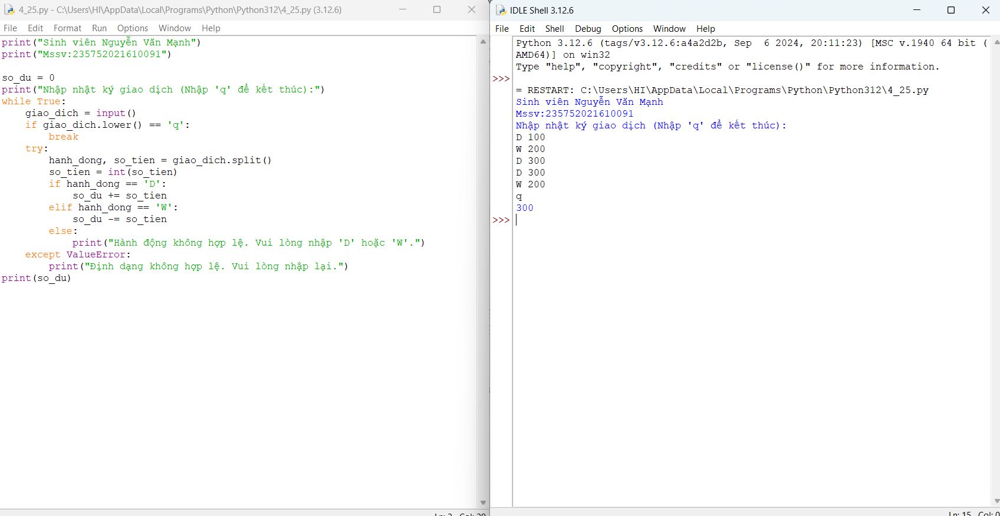 4_25.py - C:\Users\HI\AppData\Local\Programs\Python\Python312\4_25.py (3.12.6)
File Edit Format Run Options Window Help
print("Sinh viên Nguyễn Văn Mạnh")
print("Mssv:235752021610091")
so_du = 0
print("Nhập nhật ký giao dịch (Nhập 'q' để kết thúc):")
while True:
    giao_dich = input()
    if giao_dich.lower() == 'q':
        break
    try:
        hanh_dong, so_tien = giao_dich.split()
        so_tien = int(so_tien)
        if hanh_dong == 'D':
            so_du += so_tien
        elif hanh_dong == 'W':
            so_du -= so_tien
        else:
            print("Hành động không hợp lệ. Vui lòng nhập 'D' hoặc 'W'.")
    except ValueError:
        print("Định dạng không hợp lệ. Vui lòng nhập lại.")
print(so_du)
IDLE Shell 3.12.6
File Edit Shell Debug Options Window Help
Python 3.12.6 (tags/v3.12.6:a4a2d2b, Sep  6 2024, 20:11:23) [MSC v.1940 64 bit (
AMD64)] on win32
Type "help", "copyright", "credits" or "license()" for more information.
>>>
= RESTART: C:\Users\HI\AppData\Local\Programs\Python\Python312\4_25.py
Sinh viên Nguyễn Văn Mạnh
Mssv:235752021610091
Nhập nhật ký giao dịch (Nhập 'q' để kết thúc):
D 100
W 200
D 300
D 300
W 200
q
300
>>>
Ln: 15 Col: 0